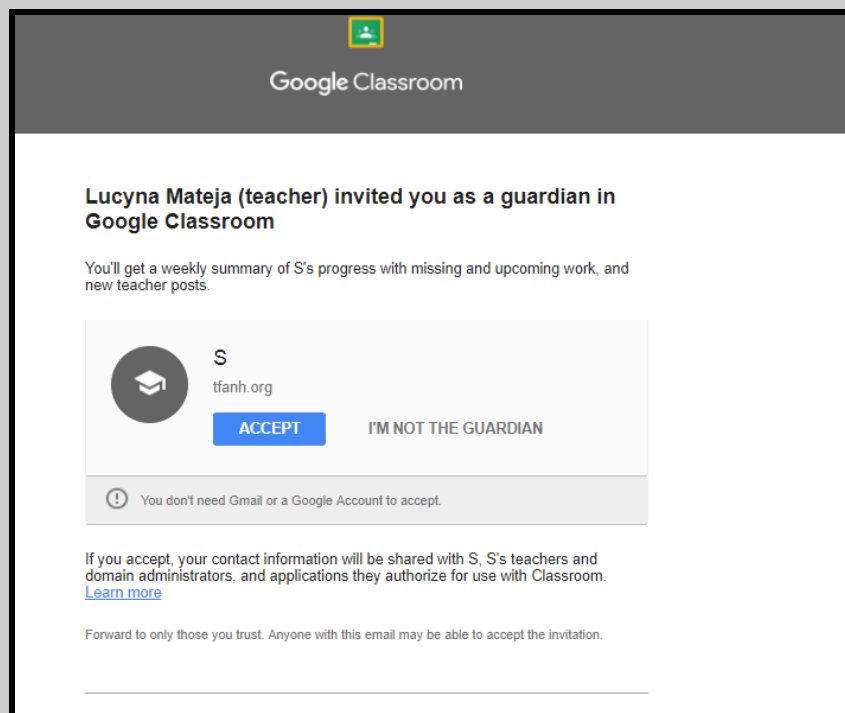 Google Classroom
Lucyna Mateja (teacher) invited you as a guardian in
Google Classroom
You'll get a weekly summary of S's progress with missing and upcoming work, and
new teacher posts.
S
tfanh.org
ACCEPT I'M NOT THE GUARDIAN
You don't need Gmail or a Google Account to accept.
If you accept, your contact information will be shared with S, S's teachers and
domain administrators, and applications they authorize for use with Classroom.
Learn more
Forward to only those you trust. Anyone with this email may be able to accept the invitation.